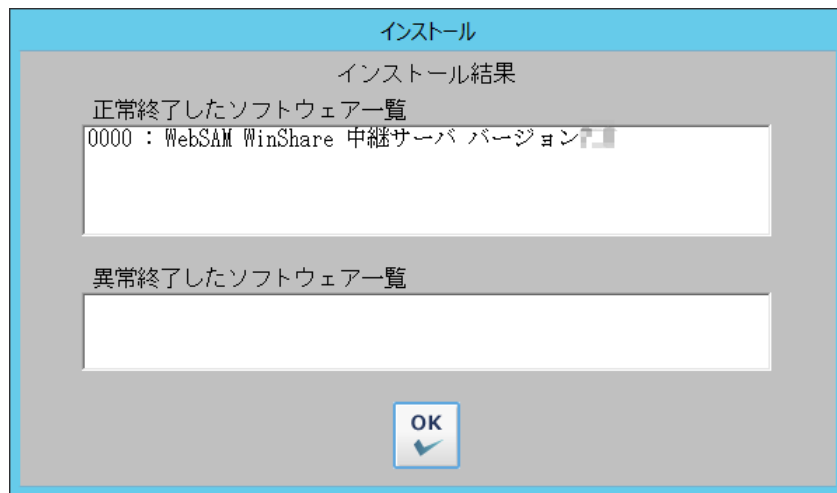 インストール
インストール結果
正常終了したソフトウェア一覧
0000 : WebSAM WinShare 中継サーバ バージョン
異常終了したソフトウェア一覧
OK